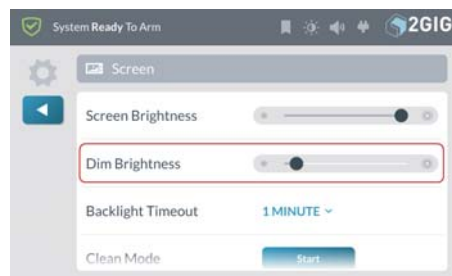 System Ready To Arm
2GIG
Screen
Screen Brightness
Dim Brightness
Backlight Timeout
1 MINUTE
Clean Mode
Start